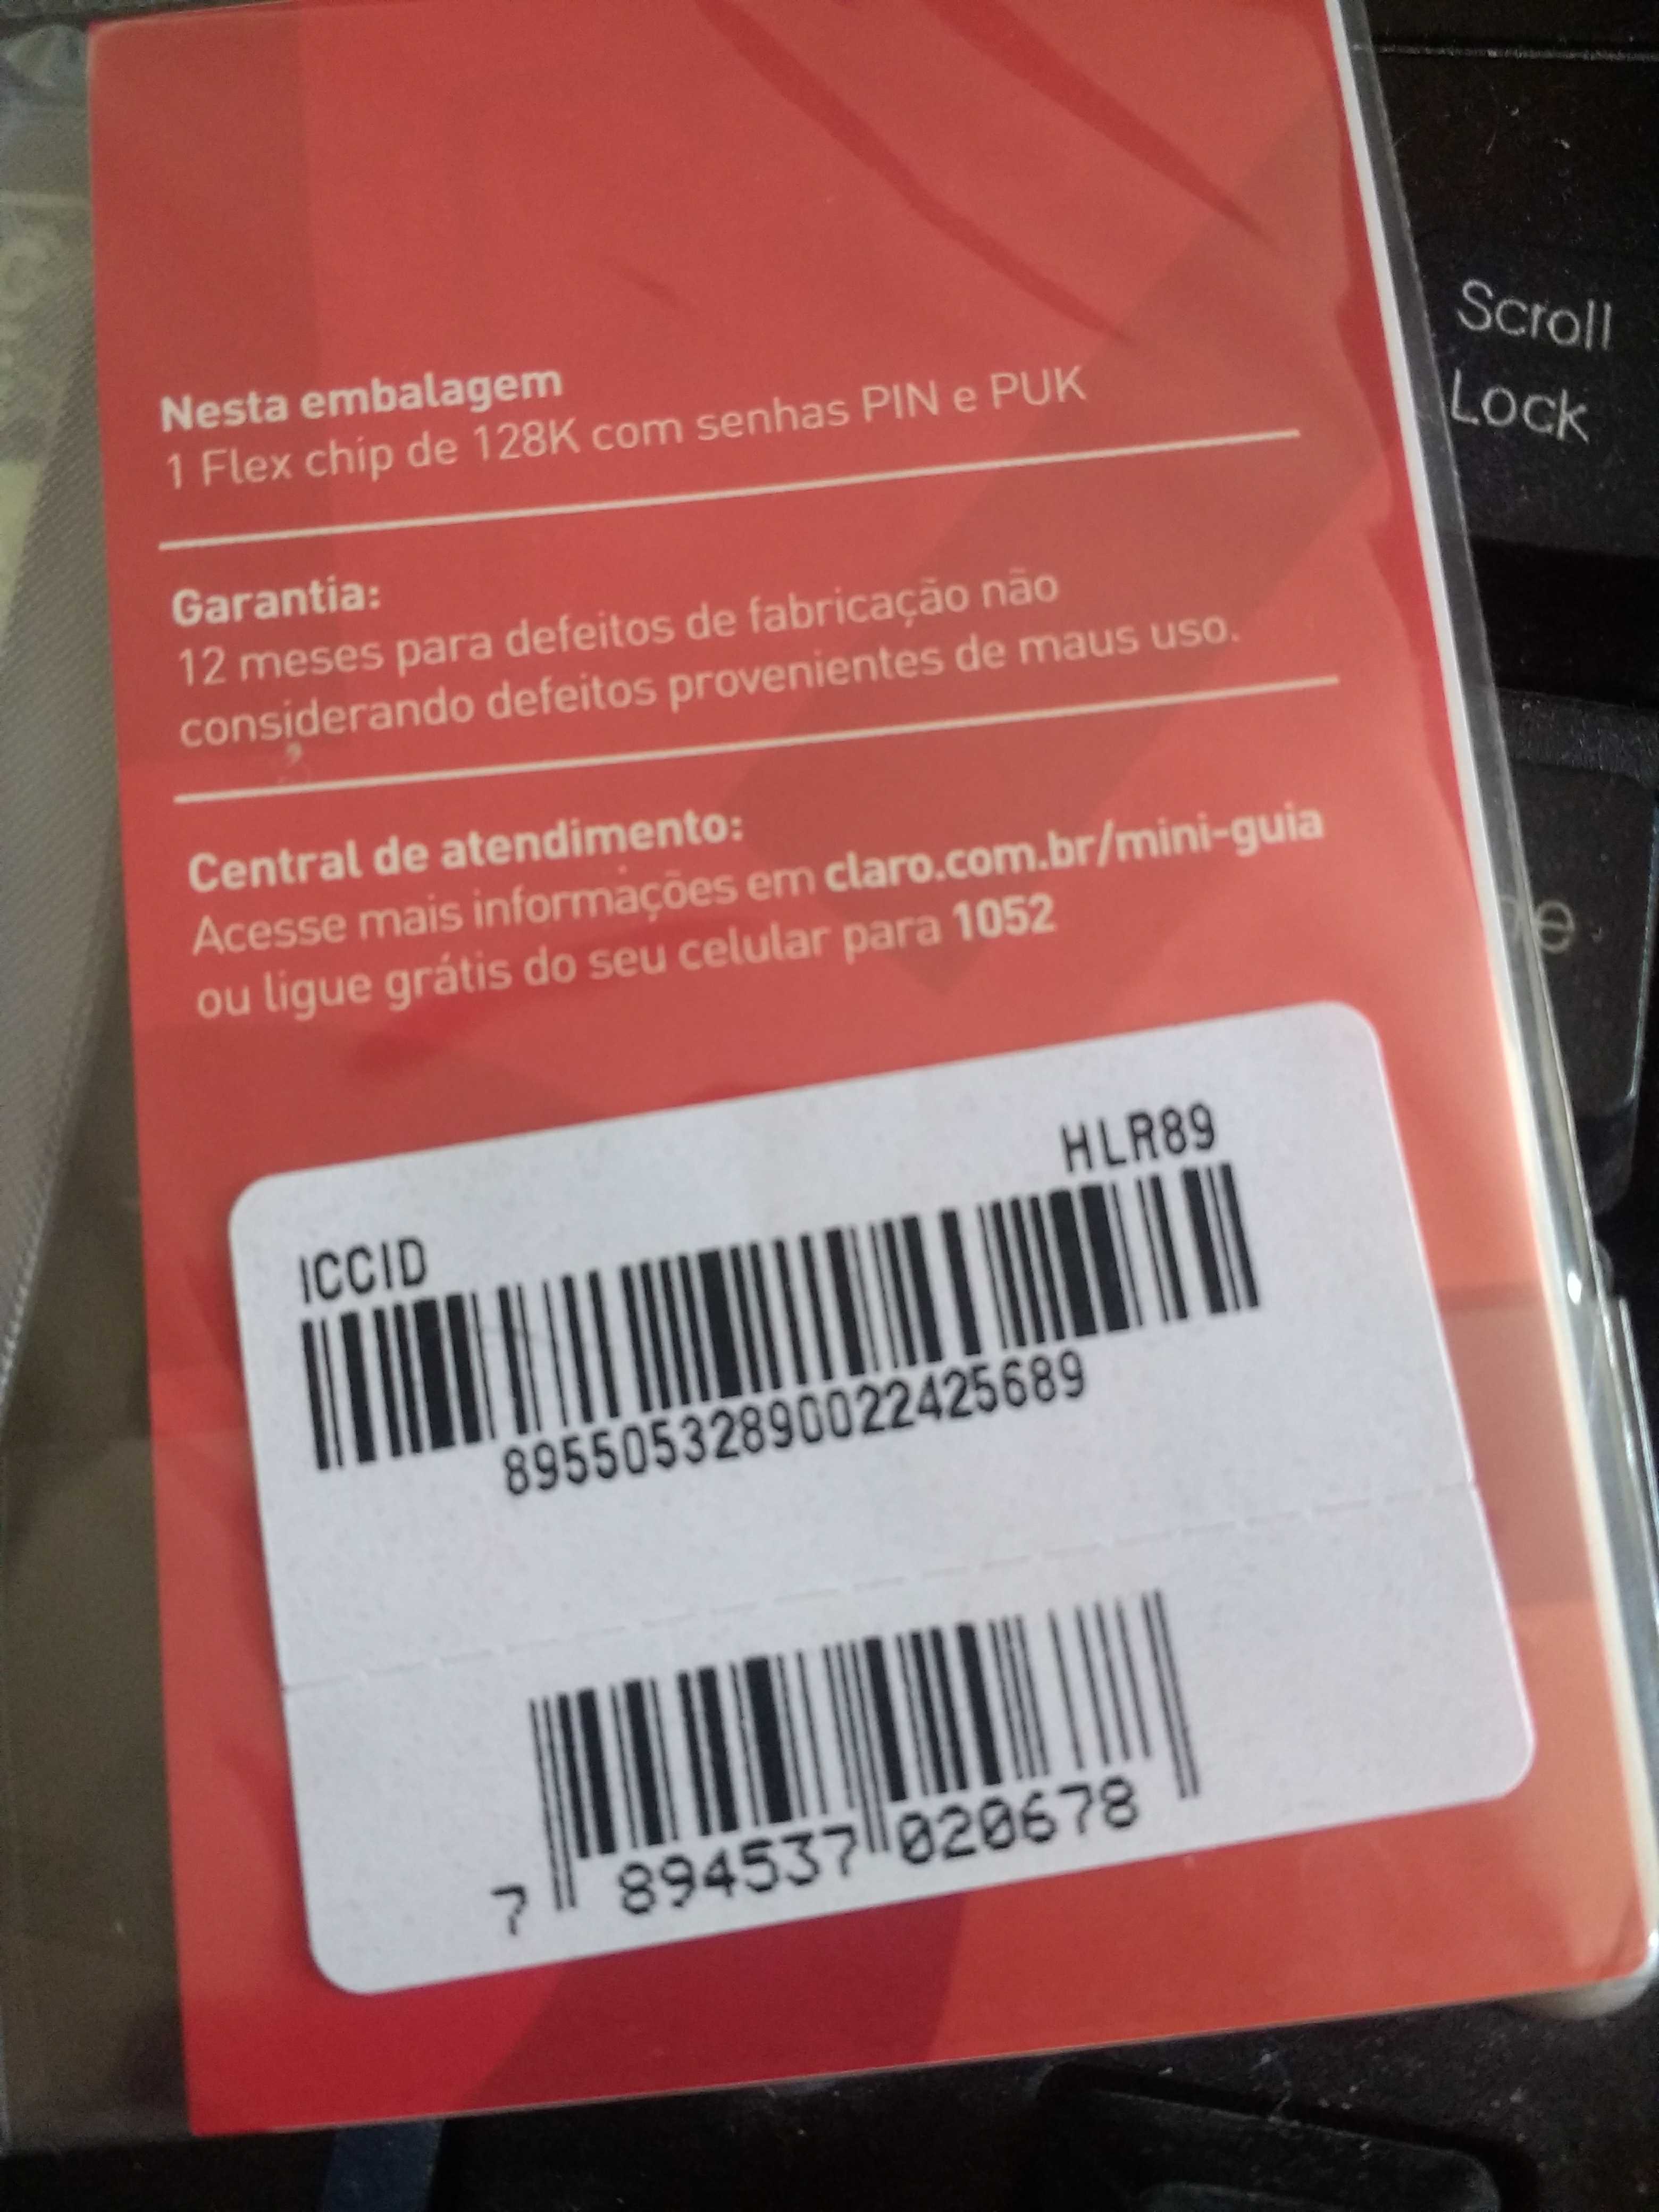 Nesta embalagem
1 Flex chip de 128K com senhas PIN e PUK
Garantia:
12 meses para defeitos de fabricação não
considerando defeitos provenientes de maus uso.
Central de atendimento:
Acesse mais informações em claro.com.br/mini-guia
ou ligue grátis do seu celular para 1052
HLR89
ICCID
89550532890022425689
7 894537 020678
Scroll
Lock